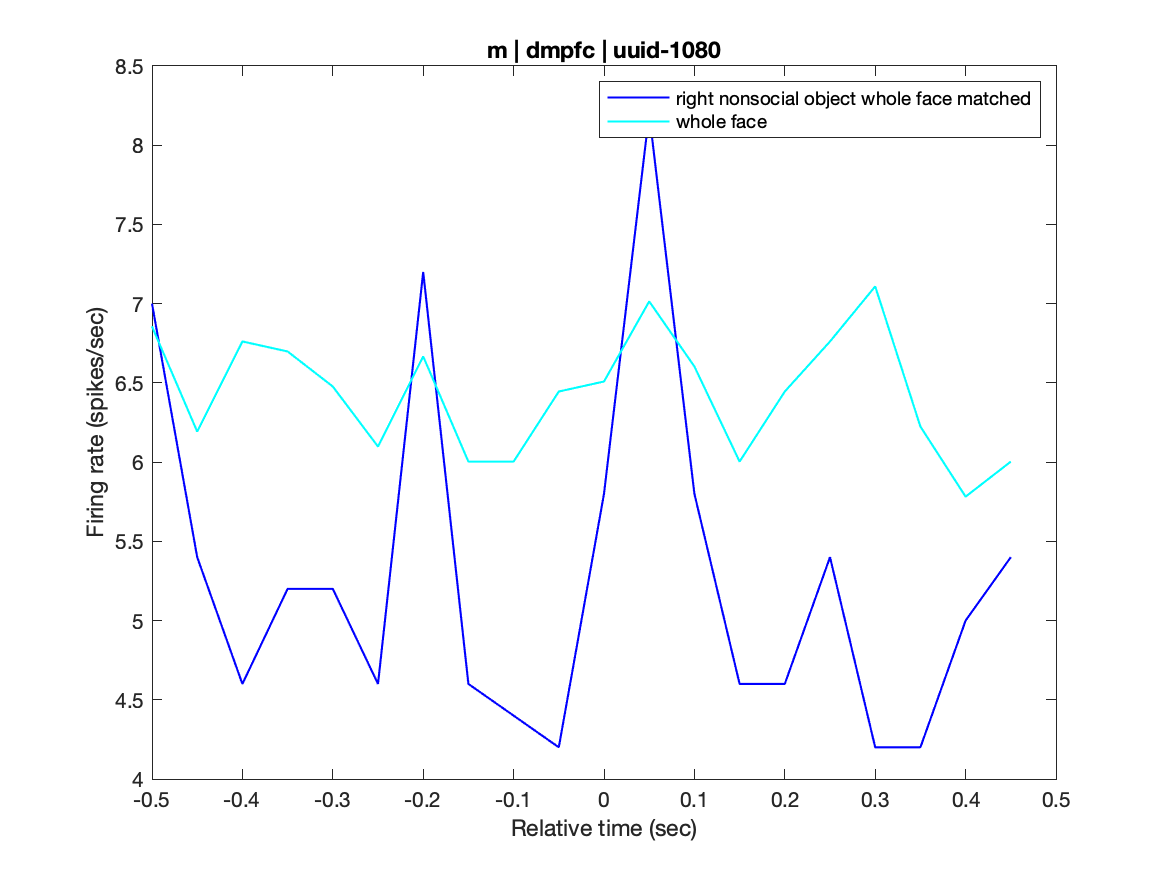 m | dmpfc | uuid-1080
right nonsocial object whole face matched
whole face
8.5
8
7.5
7
6.5
6
5.5
5
4.5
4
Firing rate (spikes/sec)
-0.5 -0.4 -0.3 -0.2 -0.1 0 0.1 0.2 0.3 0.4 0.5
Relative time (sec)